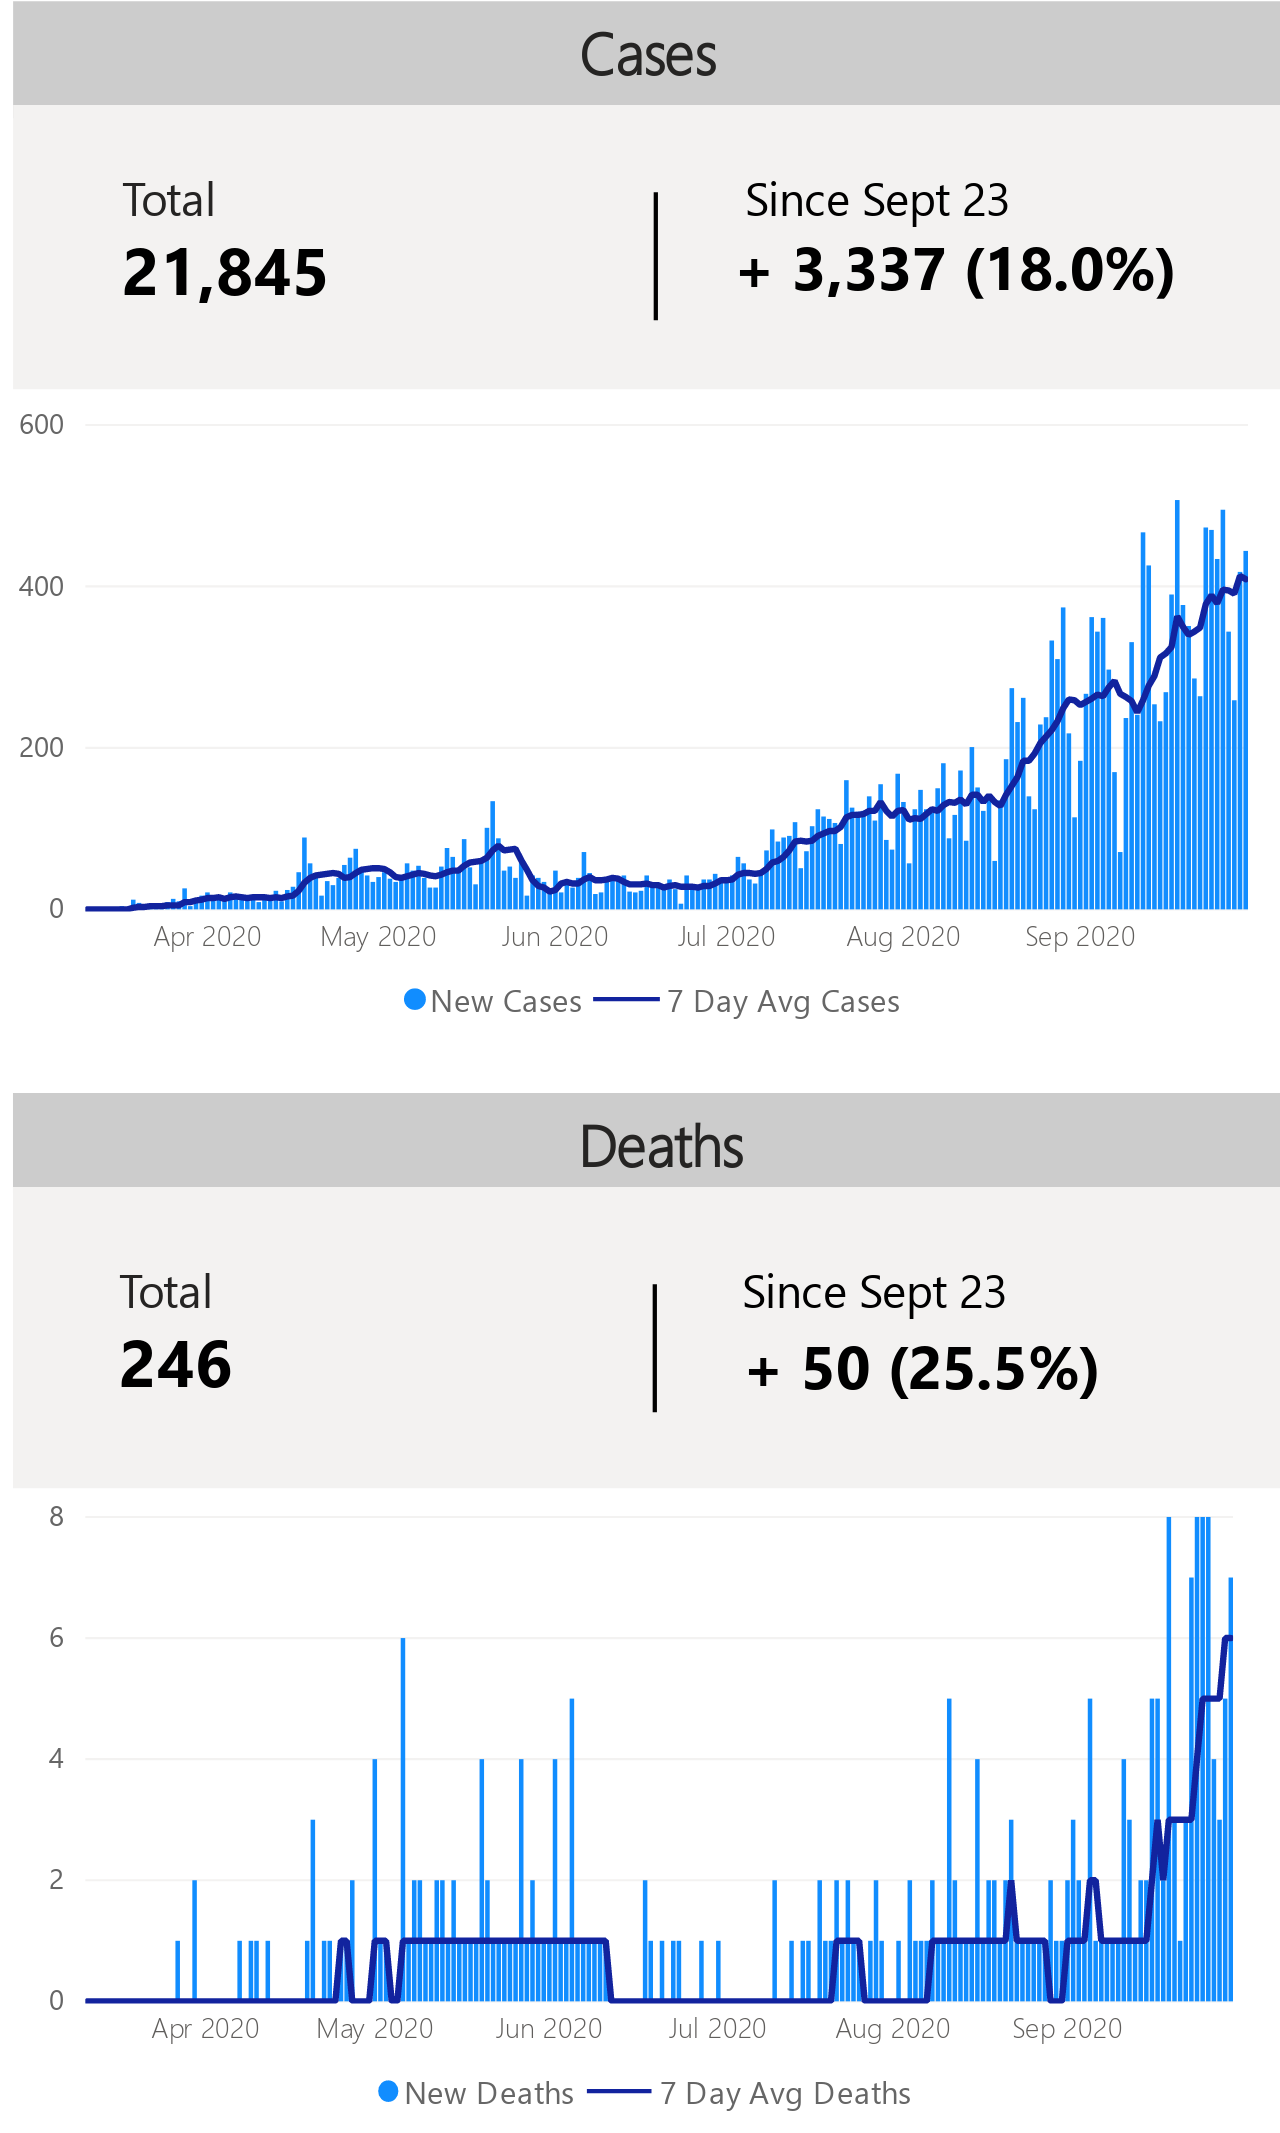 Cases
Total
Since Sept 23
21,845
+ 3,337 (18.0%)
600
400
200
0
Apr 2020 May 2020 Jun 2020 Jul 2020 Aug 2020 Sep 2020
New Cases 7 Day Avg Cases
Deaths
Total
Since Sept 23
246
+ 50 (25.5%)
8
6
4
2
0
Apr 2020 May 2020 Jun 2020 Jul 2020 Aug 2020 Sep 2020
New Deaths 7 Day Avg Deaths